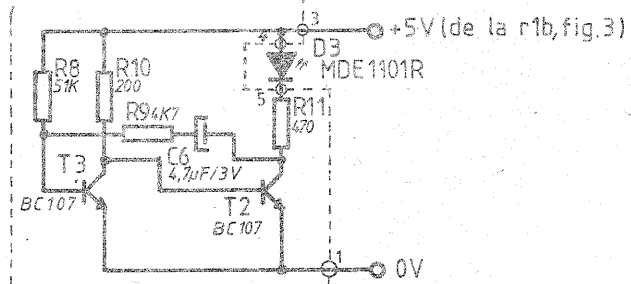 3
+5V (de la r1b, fig.3)
4
D3
MDE1101R
R8
51K
R10
200
5
R9 4K7
R11
470
C6
4,7µF/3V
T3
BC107
T2
BC107
1
0V